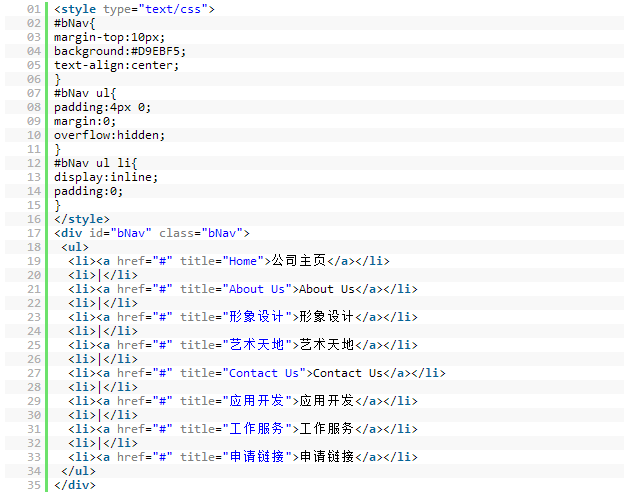 01 <style type="text/css">
02 #bNav{
03 margin-top:10px;
04 background:#D9EBF5;
05 text-align:center;
06 }
07 #bNav ul{
08 padding:4px 0;
09 margin:0;
10 overflow:hidden;
11 }
12 #bNav ul li{
13 display:inline;
14 padding:0;
15 }
16 </style>
17 <div id="bNav" class="bNav">
18  <ul>
19   <li><a href="#" title="Home">公司主页</a></li>
20   <li>|</li>
21   <li><a href="#" title="About Us">About Us</a></li>
22   <li>|</li>
23   <li><a href="#" title="形象设计">形象设计</a></li>
24   <li>|</li>
25   <li><a href="#" title="艺术天地">艺术天地</a></li>
26   <li>|</li>
27   <li><a href="#" title="Contact Us">Contact Us</a></li>
28   <li>|</li>
29   <li><a href="#" title="应用开发">应用开发</a></li>
30   <li>|</li>
31   <li><a href="#" title="工作服务">工作服务</a></li>
32   <li>|</li>
33   <li><a href="#" title="申请链接">申请链接</a></li>
34  </ul>
35 </div>